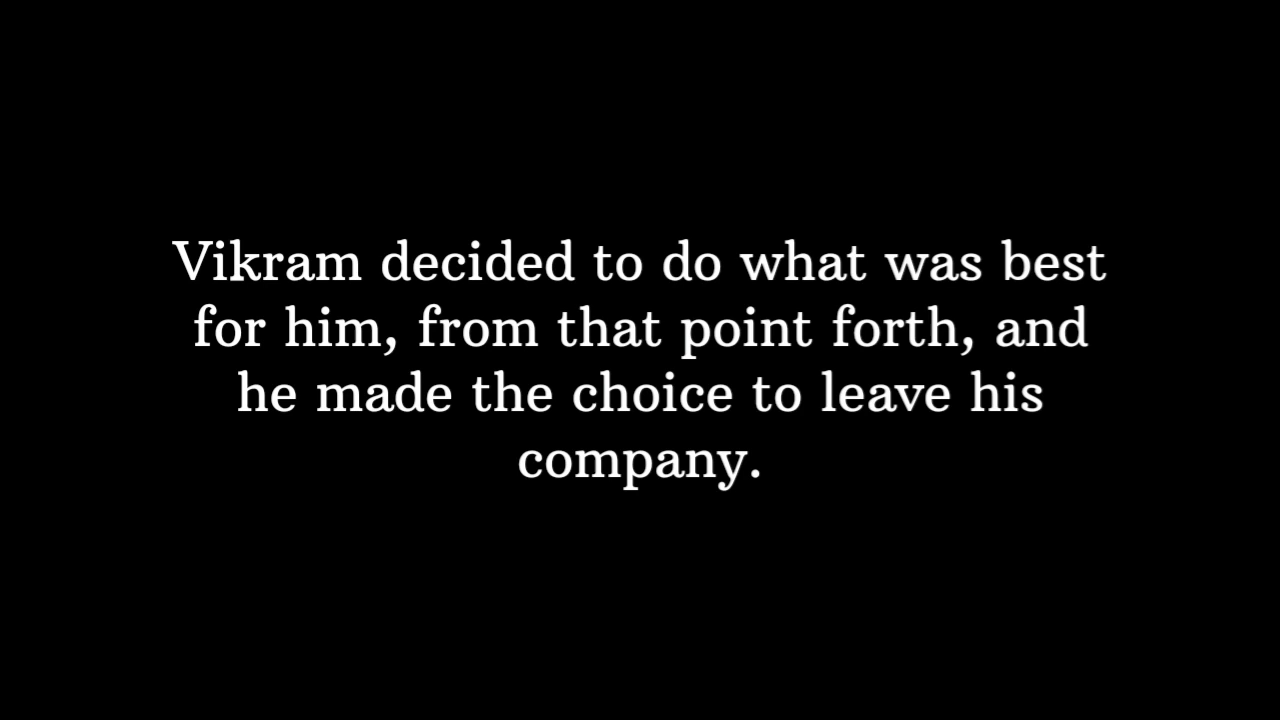 Vikram decided to do what was best
for him, from that point forth, and
he made the choice to leave his
company.